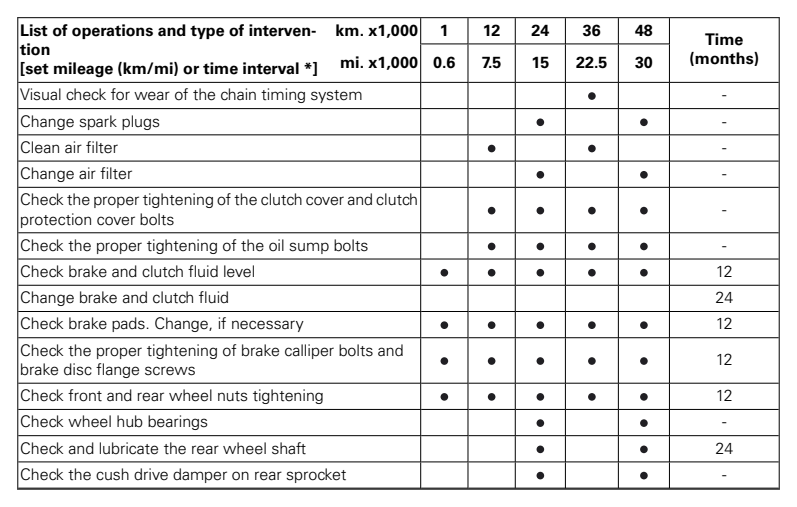 List of operations and type of interven- km. x1,000 1 12 24 36 48 Time (months)
tion
[set mileage (km/mi) or time interval *] mi. x1,000 0.6 7.5 15 22.5 30
Visual check for wear of the chain timing system ● -
Change spark plugs ● ● -
Clean air filter ● ● -
Change air filter ● ● -
Check the proper tightening of the clutch cover and clutch
protection cover bolts ● ● ● ● -
Check the proper tightening of the oil sump bolts ● ● ● ● -
Check brake and clutch fluid level ● ● ● ● ● 12
Change brake and clutch fluid 24
Check brake pads. Change, if necessary ● ● ● ● ● 12
Check the proper tightening of brake calliper bolts and
brake disc flange screws ● ● ● ● ● 12
Check front and rear wheel nuts tightening ● ● ● ● ● 12
Check wheel hub bearings ● ● -
Check and lubricate the rear wheel shaft ● ● 24
Check the cush drive damper on rear sprocket ● ● -